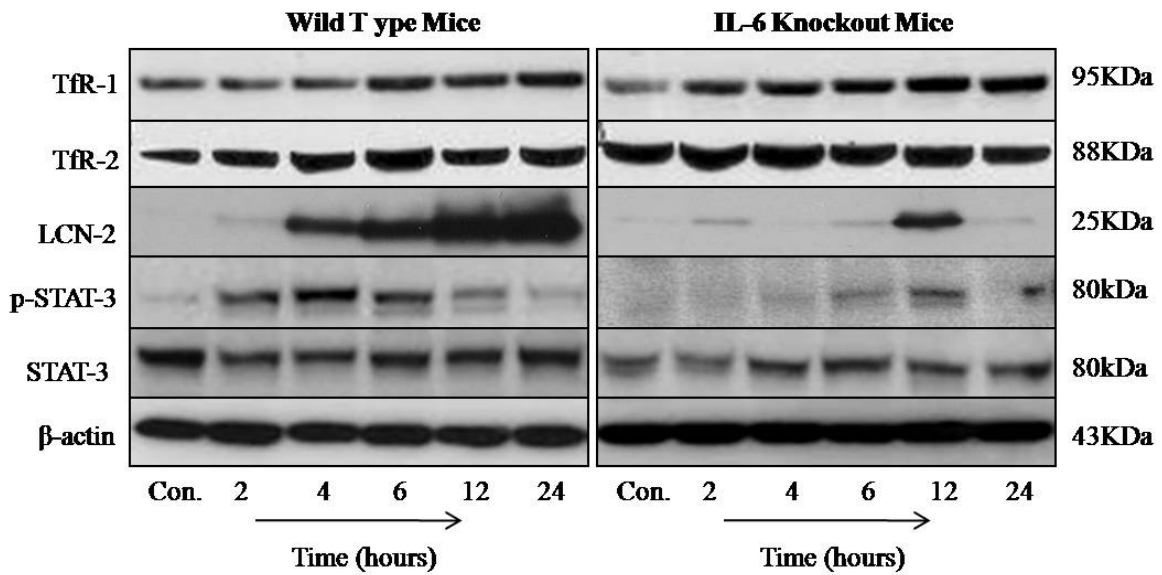 Wild T ype Mice IL-6 Knockout Mice
TfR-1 95KDa
TfR-2 88KDa
LCN-2 25KDa
p-STAT-3 80kDa
STAT-3 80kDa
β-actin 43KDa
Con. 2 4 6 12 24 Con. 2 4 6 12 24
Time (hours) Time (hours)